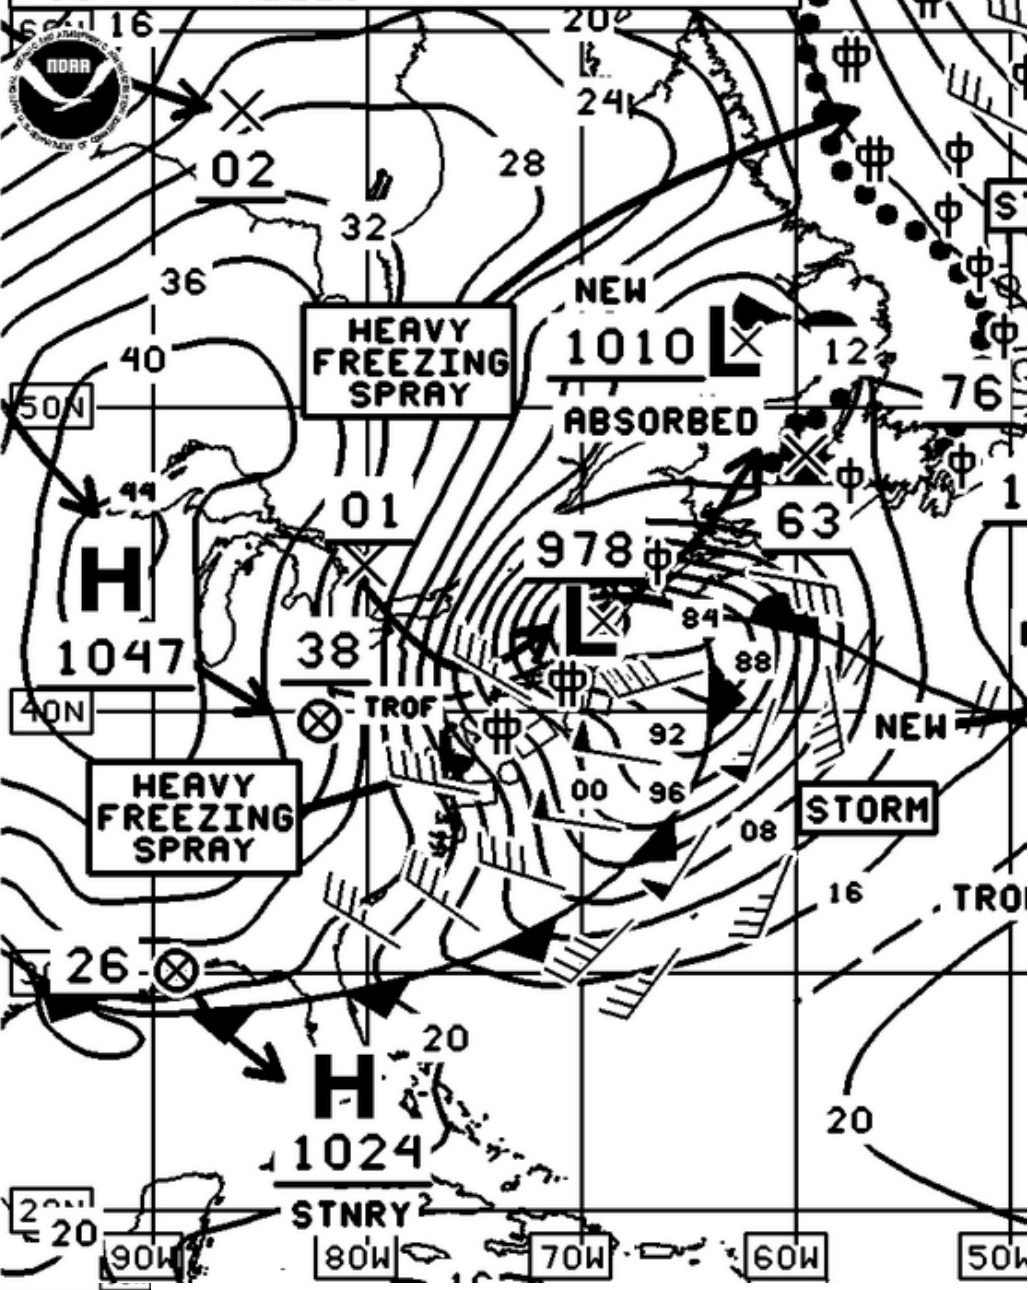 16
20
NOAA
24
02
28
32
36
NEW
HEAVY
FREEZING
SPRAY
1010
L
12
40
50N
76
ABSORBED
44
01
63
978
H
L
84
1047
38
88
40N
TROF
NEW
92
HEAVY
FREEZING
SPRAY
00
96
STORM
08
16
26
20
H
20
1024
STNRY
20
90W
80W
70W
60W
50W